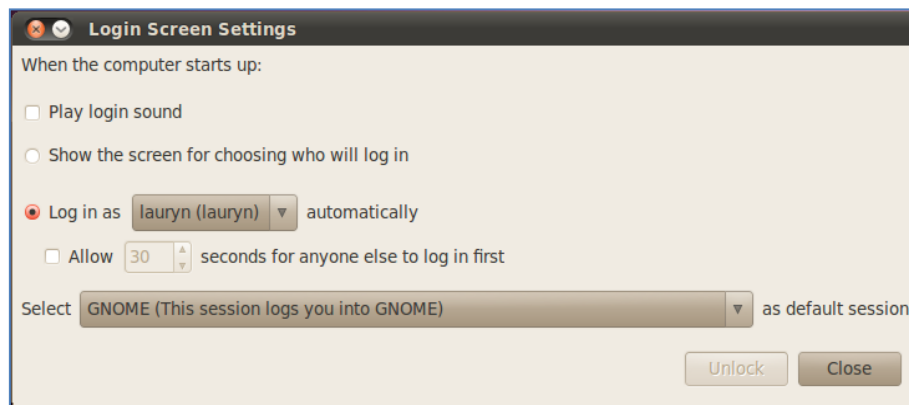 Login Screen Settings
When the computer starts up:
Play login sound
Show the screen for choosing who will log in
Log in as lauryn (lauryn) automatically
Allow 30 seconds for anyone else to log in first
Select GNOME (This session logs you into GNOME) as default session
Unlock Close